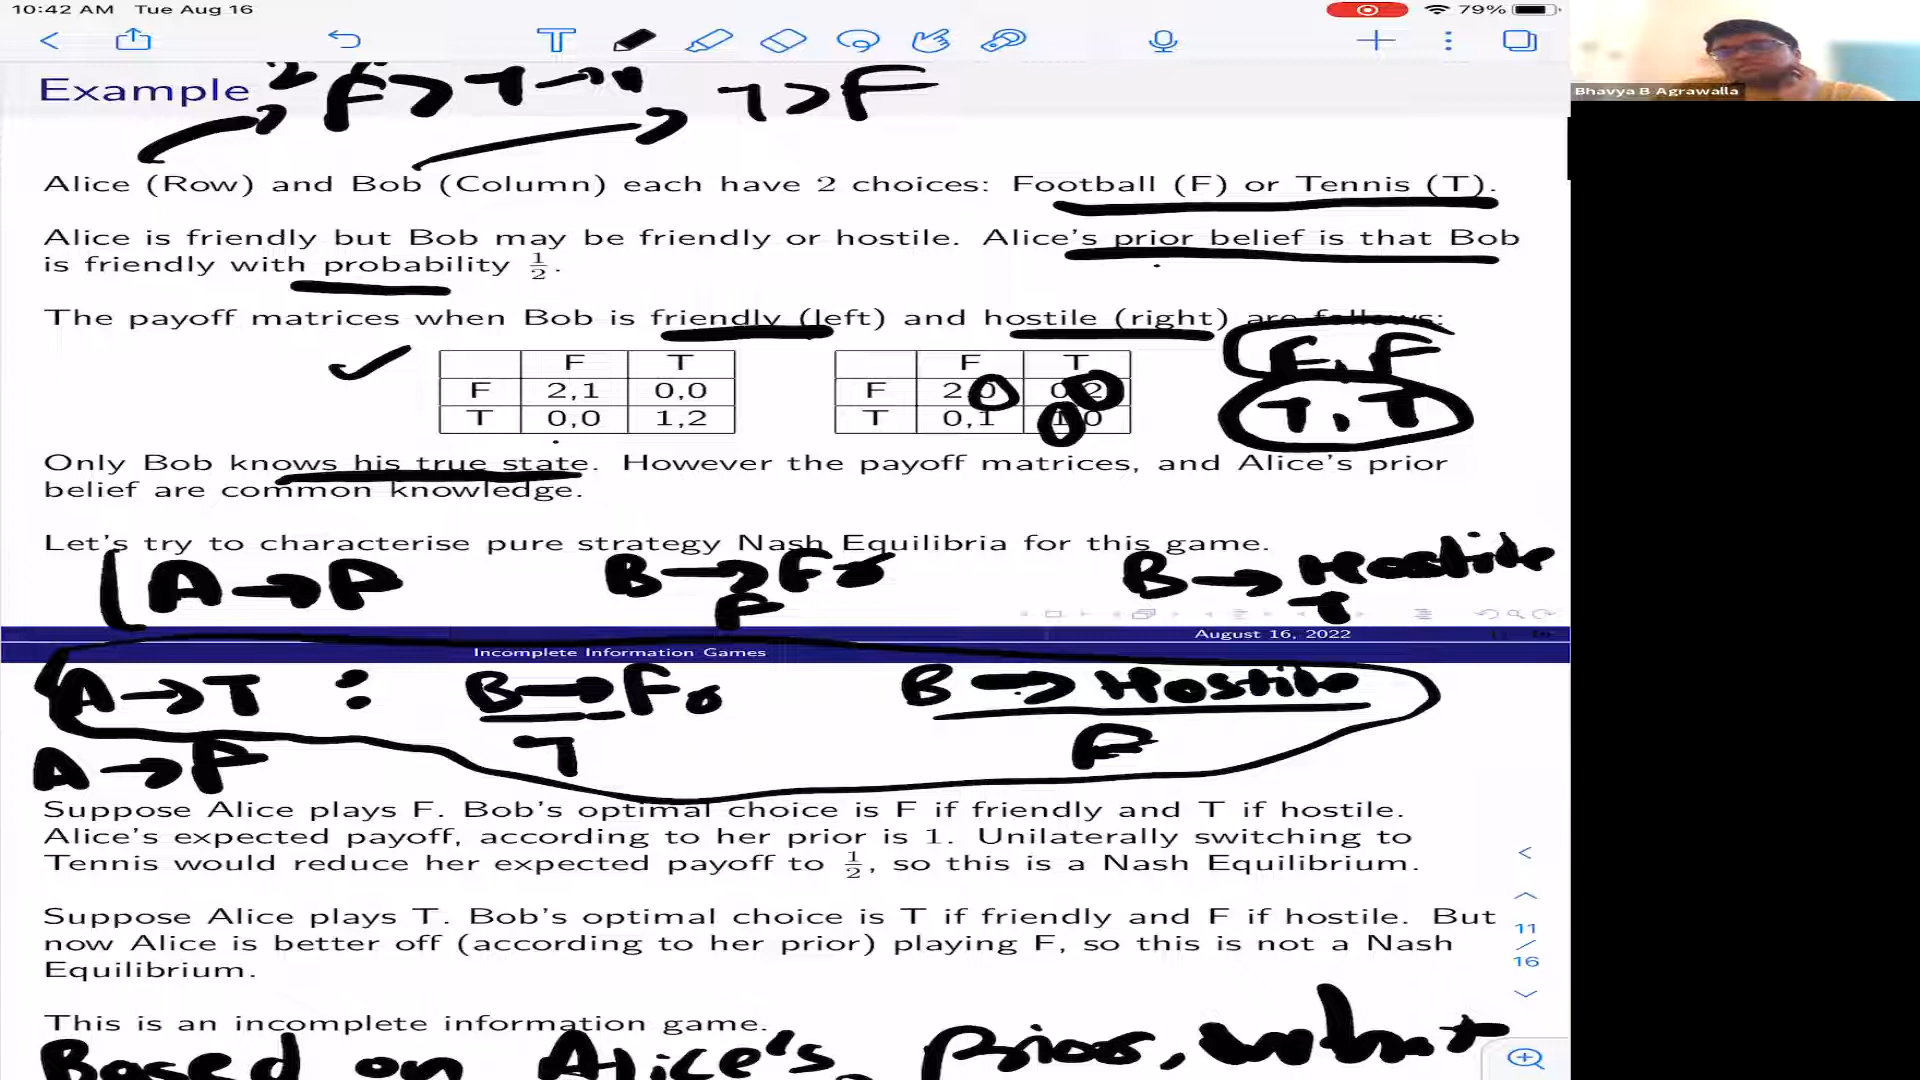 10:42 AM Tue Aug 16
79%
Bhavya B Agrawalla
Example
F > T
T > F
Alice (Row) and Bob (Column) each have 2 choices: Football (F) or Tennis (T).
Alice is friendly but Bob may be friendly or hostile. Alice's prior belief is that Bob
is friendly with probability 1/2.
The payoff matrices when Bob is friendly (left) and hostile (right) are follows:
F T
F 2,1 0,0
T 0,0 1,2
F T
F 2,0 0,2
T 0,1 1,0
F, F
T, T
Only Bob knows his true state. However the payoff matrices, and Alice's prior
belief are common knowledge.
Let's try to characterise pure strategy Nash Equilibria for this game.
A → F B → Fr B → Hostile
F T
August 16, 2022
Incomplete Information Games
A → T : B → Fr B → Hostile
T F
A → F
Suppose Alice plays F. Bob's optimal choice is F if friendly and T if hostile.
Alice's expected payoff, according to her prior is 1. Unilaterally switching to
Tennis would reduce her expected payoff to 1/2, so this is a Nash Equilibrium.
Suppose Alice plays T. Bob's optimal choice is T if friendly and F if hostile. But
now Alice is better off (according to her prior) playing F, so this is not a Nash
Equilibrium.
11
/
16
This is an incomplete information game.
Based on Alice's prior, what